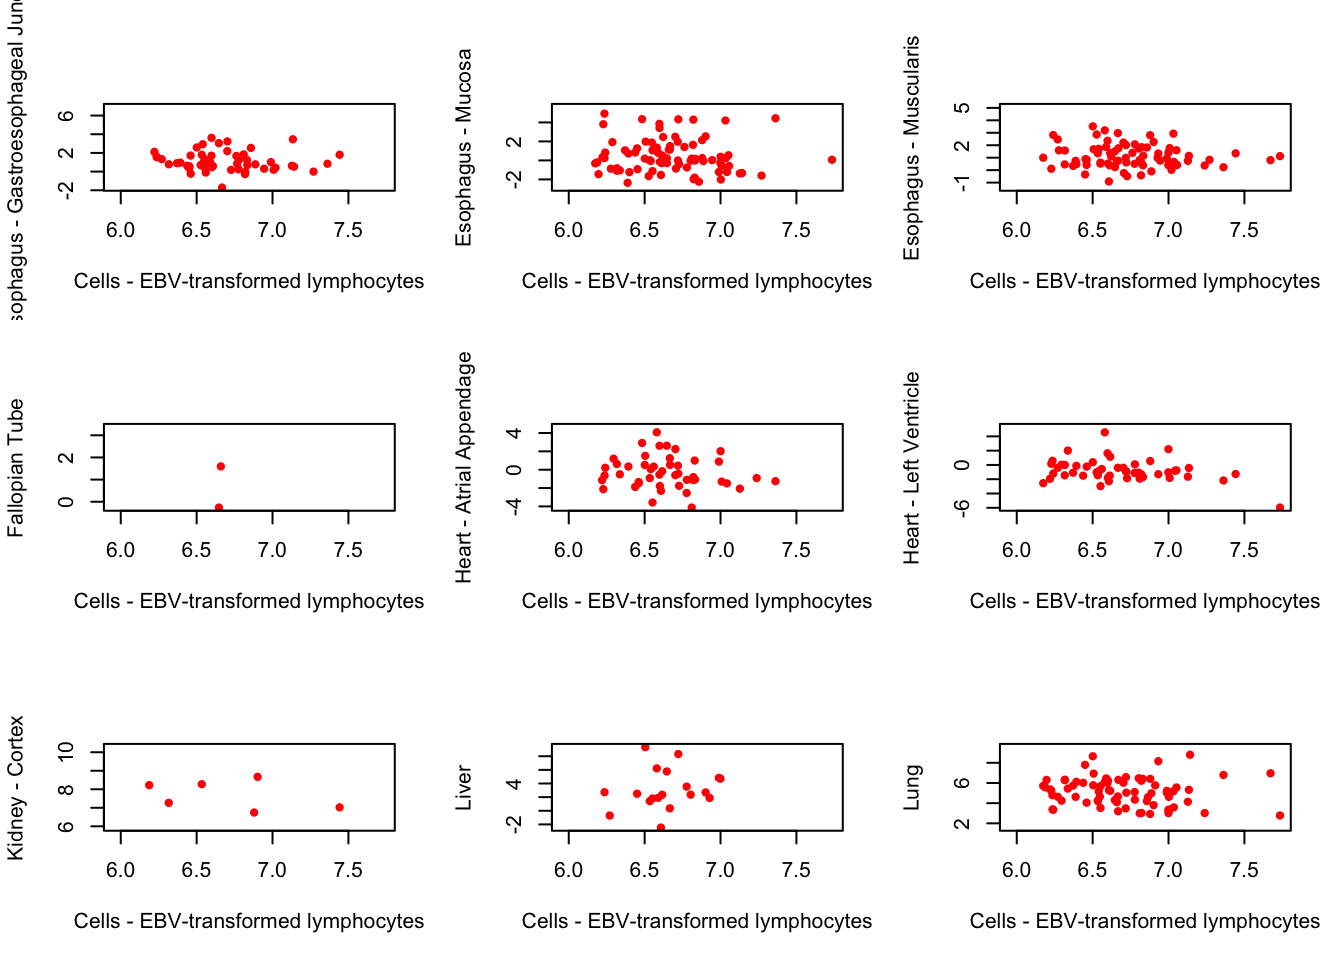 sophagus - Gastroesophageal Junc
6
2
-2
6.0 6.5 7.0 7.5
Cells - EBV-transformed lymphocytes
Esophagus - Mucosa
2
-2
6.0 6.5 7.0 7.5
Cells - EBV-transformed lymphocytes
Esophagus - Muscularis
5
2
-1
6.0 6.5 7.0 7.5
Cells - EBV-transformed lymphocytes
Fallopian Tube
2
0
6.0 6.5 7.0 7.5
Cells - EBV-transformed lymphocytes
Heart - Atrial Appendage
4
0
-4
6.0 6.5 7.0 7.5
Cells - EBV-transformed lymphocytes
Heart - Left Ventricle
0
-6
6.0 6.5 7.0 7.5
Cells - EBV-transformed lymphocytes
Kidney - Cortex
10
8
6
6.0 6.5 7.0 7.5
Cells - EBV-transformed lymphocytes
Liver
4
-2
6.0 6.5 7.0 7.5
Cells - EBV-transformed lymphocytes
Lung
6
2
6.0 6.5 7.0 7.5
Cells - EBV-transformed lymphocytes